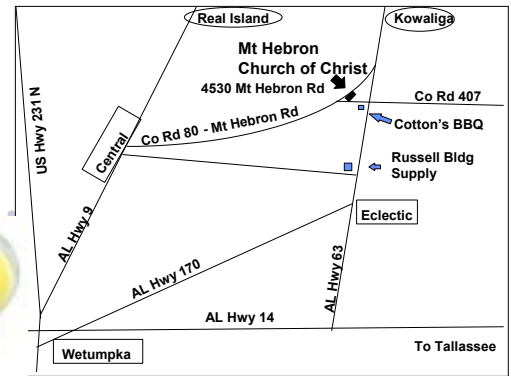 Real Island
Kowaliga
Mt Hebron
Church of Christ
4530 Mt Hebron Rd
Co Rd 407
US Hwy 231 N
Co Rd 80 - Mt Hebron Rd
Cotton's BBQ
Central
Russell Bldg
Supply
Eclectic
AL Hwy 9
AL Hwy 170
AL Hwy 63
AL Hwy 14
To Tallassee
Wetumpka